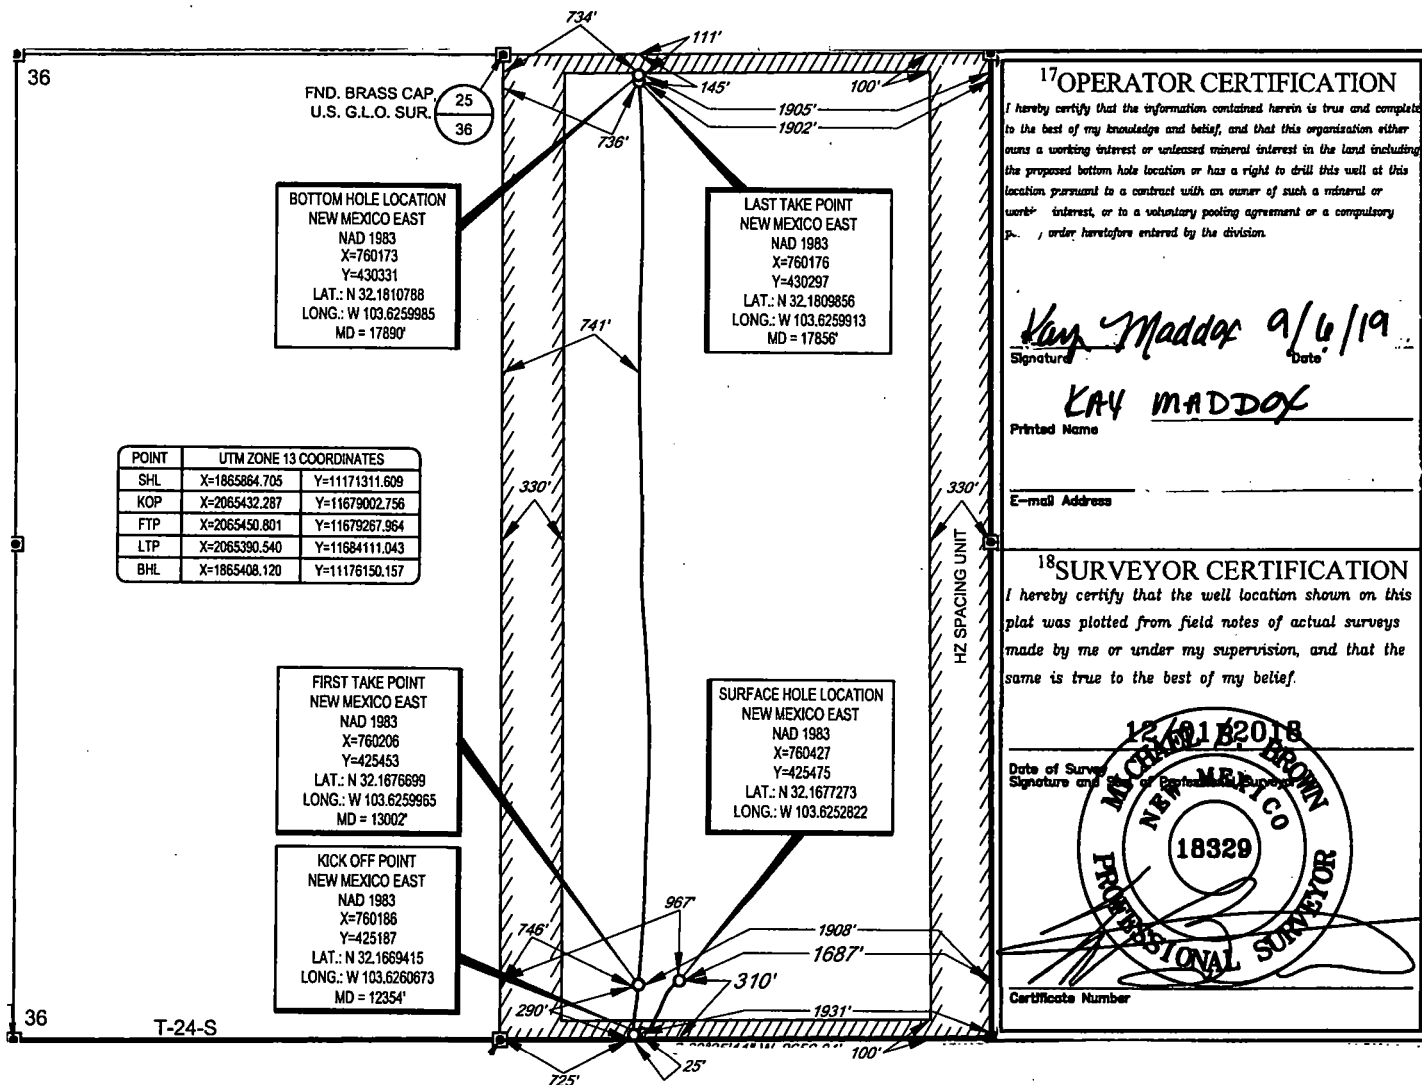 734'
111'
36
FND. BRASS CAP.
U.S. G.L.O. SUR.
25
36
145'
100'
1905'
1902'
736'
BOTTOM HOLE LOCATION
NEW MEXICO EAST
NAD 1983
X=760173
Y=430331
LAT.: N 32.1810788
LONG.: W 103.6259985
MD = 17890'
LAST TAKE POINT
NEW MEXICO EAST
NAD 1983
X=760176
Y=430297
LAT.: N 32.1809856
LONG.: W 103.6259913
MD = 17856'
741'
POINT UTM ZONE 13 COORDINATES
SHL X=1865864.705 Y=11171311.609
KOP X=2065432.287 Y=11679002.756
FTP X=2065450.801 Y=11679267.964
LTP X=2065390.540 Y=11684111.043
BHL X=1865408.120 Y=11176150.157
330'
330'
HZ SPACING UNIT
FIRST TAKE POINT
NEW MEXICO EAST
NAD 1983
X=760206
Y=425453
LAT.: N 32.1676699
LONG.: W 103.6259965
MD = 13002'
SURFACE HOLE LOCATION
NEW MEXICO EAST
NAD 1983
X=760427
Y=425475
LAT.: N 32.1677273
LONG.: W 103.6252822
KICK OFF POINT
NEW MEXICO EAST
NAD 1983
X=760186
Y=425187
LAT.: N 32.1669415
LONG.: W 103.6260673
MD = 12354'
967'
746'
1908'
1687'
310'
290'
1931'
36
T-24-S
100'
725'
25'
17 OPERATOR CERTIFICATION
I hereby certify that the information contained herein is true and complete
to the best of my knowledge and belief, and that this organization either
owns a working interest or unleased mineral interest in the land including
the proposed bottom hole location or has a right to drill this well at this
location pursuant to a contract with an owner of such a mineral or
work interest, or to a voluntary pooling agreement or a compulsory
order heretofore entered by the division.
Kay Maddox 9/6/19
Signature Date
KAY MADDOX
Printed Name
E-mail Address
18 SURVEYOR CERTIFICATION
I hereby certify that the well location shown on this
plat was plotted from field notes of actual surveys
made by me or under my supervision, and that the
same is true to the best of my belief.
12/01/2018
Date of Survey
Signature and of Professional Surveyor
MICHAEL B. BROWN
NEW MEXICO
18329
PROFESSIONAL SURVEYOR
Certificate Number